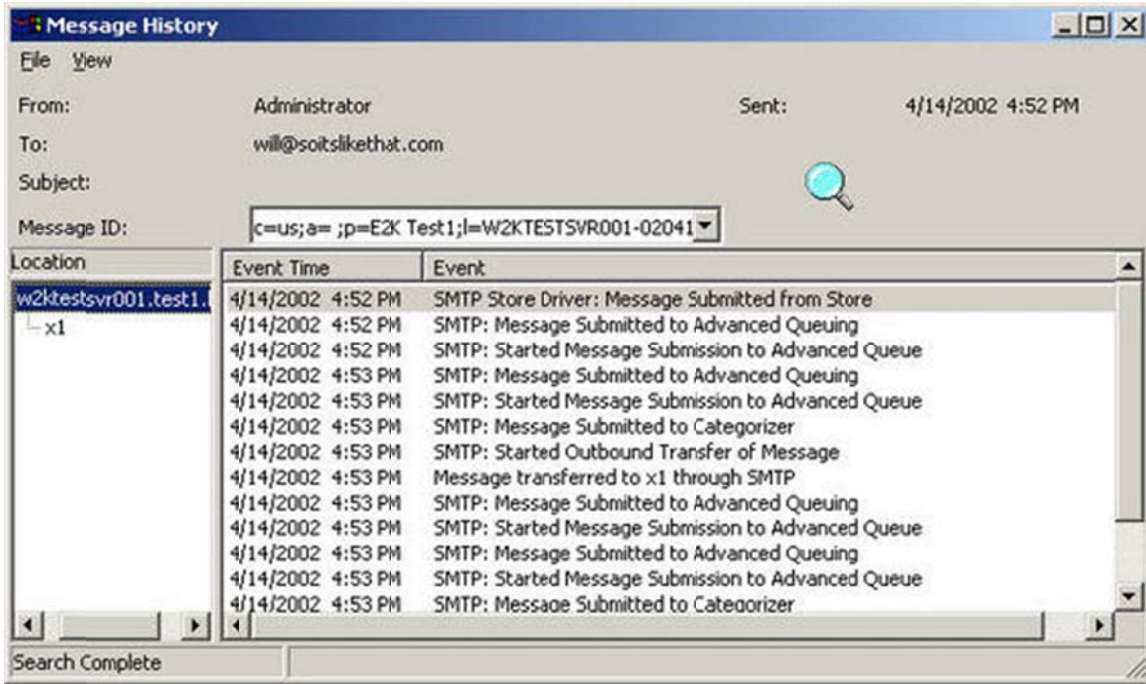 Message History
File View
From: Administrator Sent: 4/14/2002 4:52 PM
To: will@soitslikethat.com
Subject:
Message ID: c=us;a= ;p=E2K Test1;l=W2KTESTSVR001-02041
Location Event Time Event
w2ktestsvr001.test1.
x1
4/14/2002 4:52 PM SMTP Store Driver: Message Submitted from Store
4/14/2002 4:52 PM SMTP: Message Submitted to Advanced Queuing
4/14/2002 4:52 PM SMTP: Started Message Submission to Advanced Queue
4/14/2002 4:53 PM SMTP: Message Submitted to Advanced Queuing
4/14/2002 4:53 PM SMTP: Started Message Submission to Advanced Queue
4/14/2002 4:53 PM SMTP: Message Submitted to Categorizer
4/14/2002 4:53 PM SMTP: Started Outbound Transfer of Message
4/14/2002 4:53 PM Message transferred to x1 through SMTP
4/14/2002 4:53 PM SMTP: Message Submitted to Advanced Queuing
4/14/2002 4:53 PM SMTP: Started Message Submission to Advanced Queue
4/14/2002 4:53 PM SMTP: Message Submitted to Advanced Queuing
4/14/2002 4:53 PM SMTP: Started Message Submission to Advanced Queue
4/14/2002 4:53 PM SMTP: Message Submitted to Categorizer
Search Complete